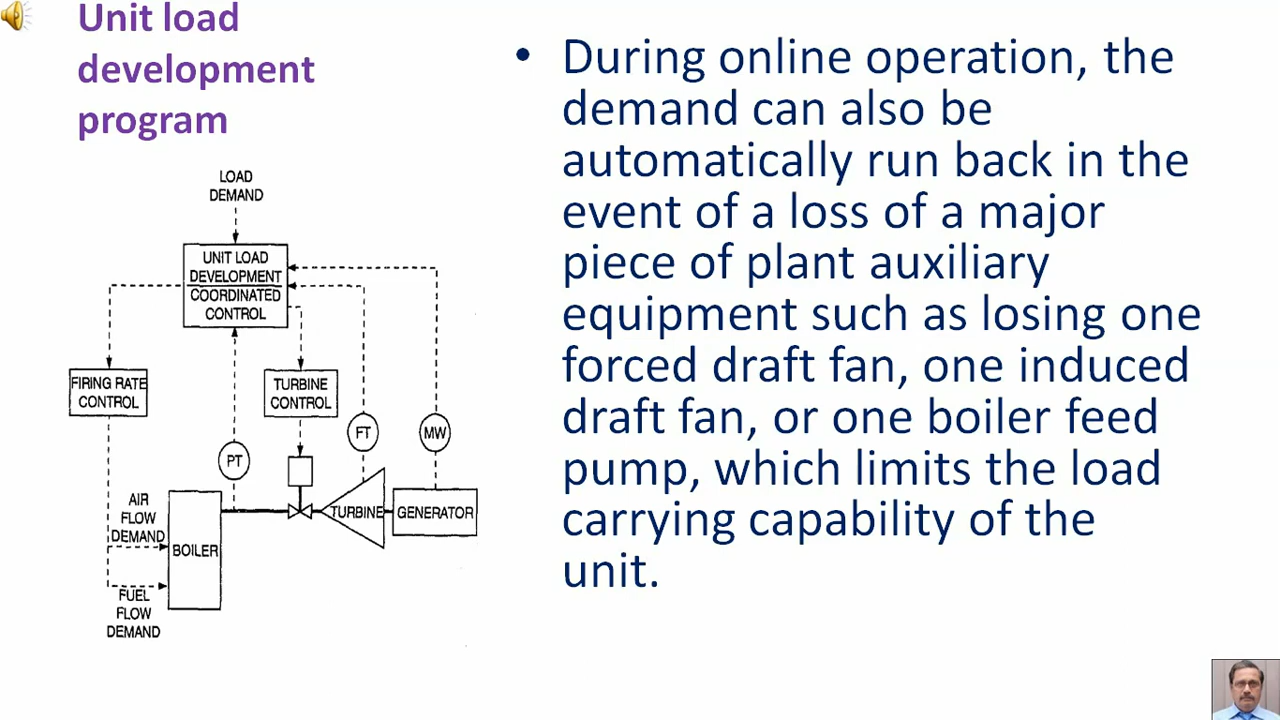 Unit load
development
program
• During online operation, the
demand can also be
automatically run back in the
event of a loss of a major
piece of plant auxiliary
equipment such as losing one
forced draft fan, one induced
draft fan, or one boiler feed
pump, which limits the load
carrying capability of the
unit.
LOAD
DEMAND
UNIT LOAD
DEVELOPMENT
COORDINATED
CONTROL
FIRING RATE
CONTROL
TURBINE
CONTROL
FT
MW
PT
AIR
FLOW
DEMAND
BOILER
TURBINE
GENERATOR
FUEL
FLOW
DEMAND